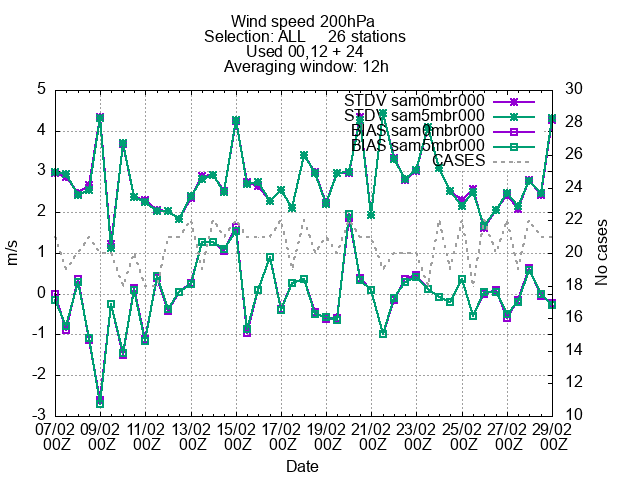 Wind speed 200hPa
Selection: ALL 26 stations
Used 00,12 + 24
Averaging window: 12h
STDV sam0mbr000
STDV sam5mbr000
BIAS sam0mbr000
BIAS sam5mbr000
CASES
5
4
3
2
1
0
-1
-2
-3
m/s
30
28
26
24
22
20
18
16
14
12
10
No cases
07/02 09/02 11/02 13/02 15/02 17/02 19/02 21/02 23/02 25/02 27/02 29/02
00Z 00Z 00Z 00Z 00Z 00Z 00Z 00Z 00Z 00Z 00Z 00Z
Date